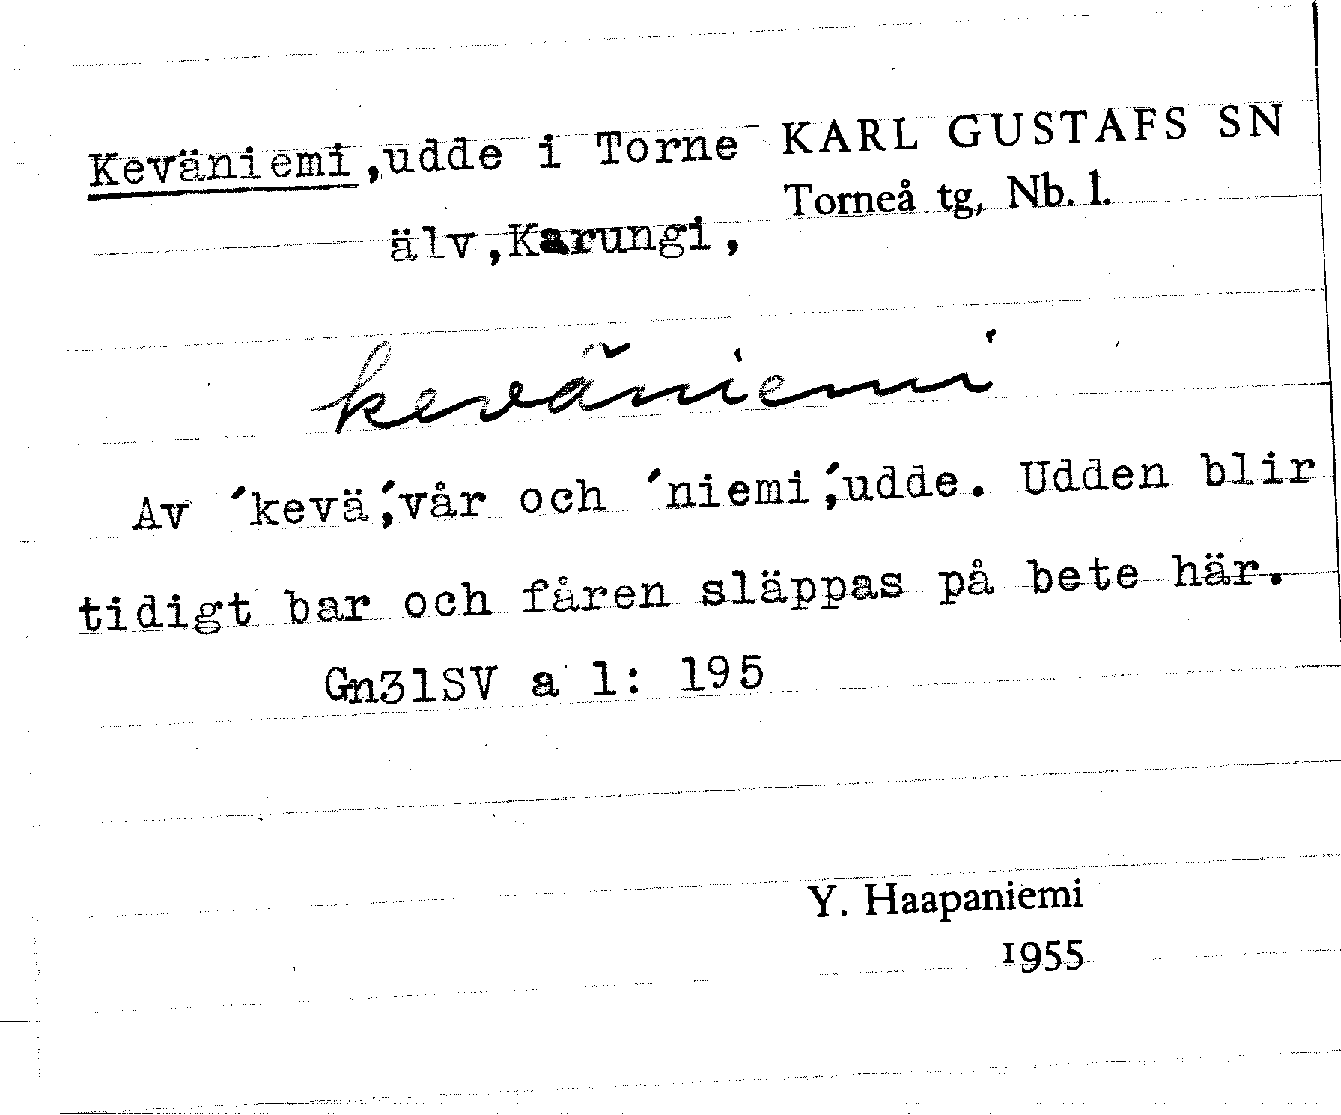 Keväniemi, udde i Torne KARL GUSTAFS SN
Torneå tg, Nb. l.
älv, Karungi,
keväniemi
Av 'kevä', vår och 'niemi', udde. Udden blir
tidigt bar och fåren släppas på bete här.
Gn31SV a 1: 195
Y. Haapaniemi
1955